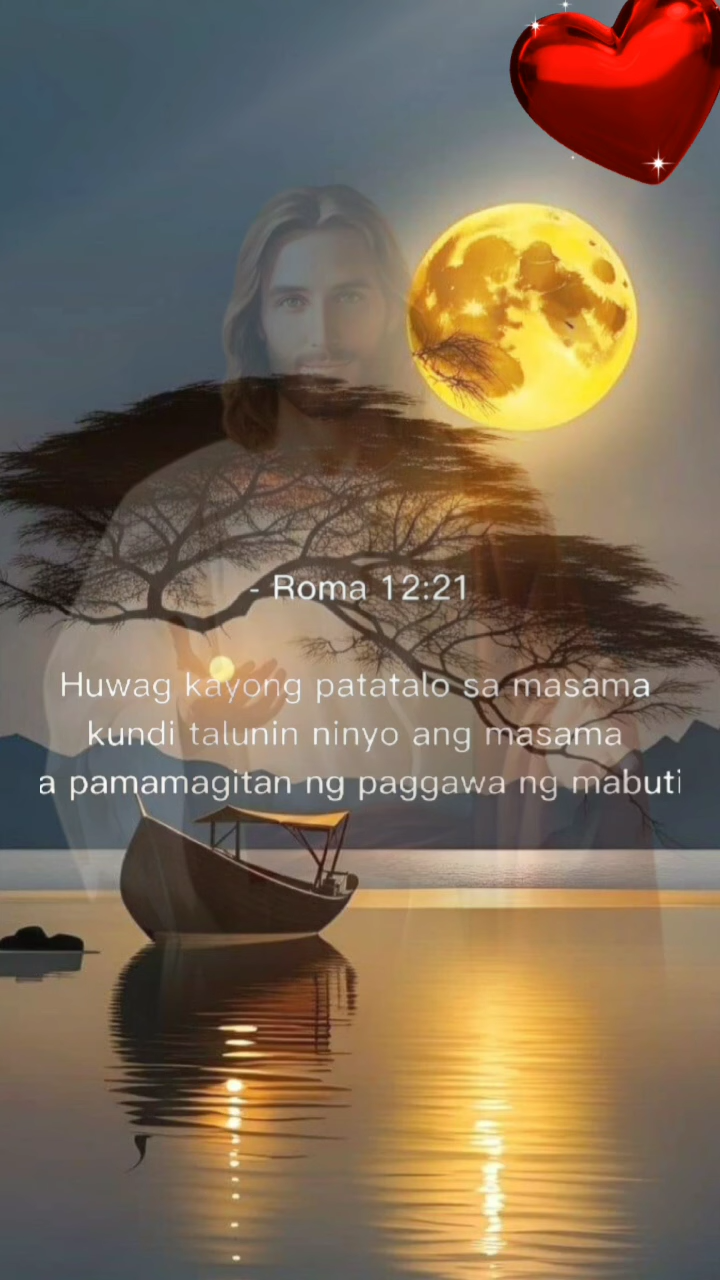 - Roma 12:21
Huwag kayong patatalo sa masama
kundi talunin ninyo ang masama
a pamamagitan ng paggawa ng mabuti